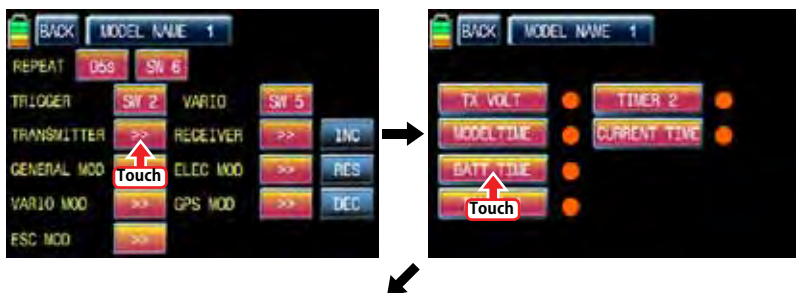 BACK MODEL NAME 1
REPEAT 05s SW 6
TRIGGER SW 2 VARIO SW 5
TRANSMITTER >> RECEIVER >> INC
GENERAL MOD ELEC MOD >> RES
Touch
VARIO MOD >> GPS MOD >> DEC
ESC MOD >>
BACK MODEL NAME 1
TX VOLT TIMER 2
MODELTIME CURRENT TIME
BATT TIME
Touch